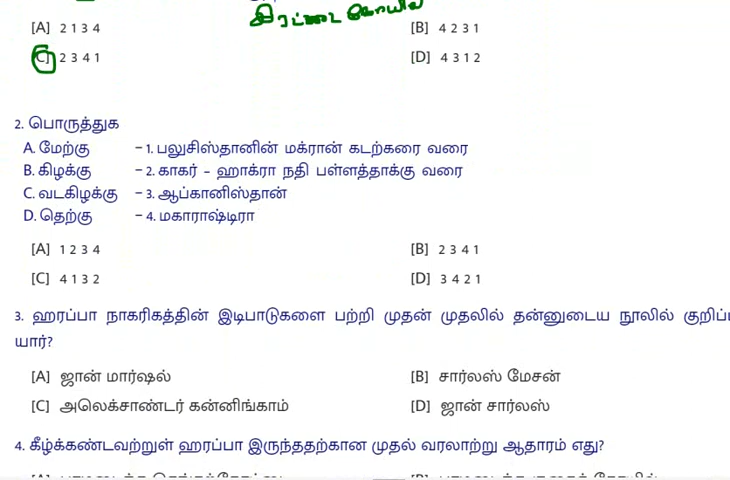 இரட்டை கோயில்
[A] 2 1 3 4 [B] 4 2 3 1
[C] 2 3 4 1 [D] 4 3 1 2
2. பொருத்துக
A. மேற்கு – 1. பலுசிஸ்தானின் மக்ரான் கடற்கரை வரை
B. கிழக்கு – 2. காகர் – ஹாக்ரா நதி பள்ளத்தாக்கு வரை
C. வடகிழக்கு – 3. ஆப்கானிஸ்தான்
D. தெற்கு – 4. மகாராஷ்டிரா
[A] 1 2 3 4 [B] 2 3 4 1
[C] 4 1 3 2 [D] 3 4 2 1
3. ஹரப்பா நாகரிகத்தின் இடிபாடுகளை பற்றி முதன் முதலில் தன்னுடைய நூலில்
யார்?
[A] ஜான் மார்ஷல் [B] சார்லஸ் மேசன்
[C] அலெக்சாண்டர் கன்னிங்காம் [D] ஜான் சார்லஸ்
4. கீழ்க்கண்டவற்றுள் ஹரப்பா இருந்ததற்கான முதல் வரலாற்று ஆதாரம் எது?